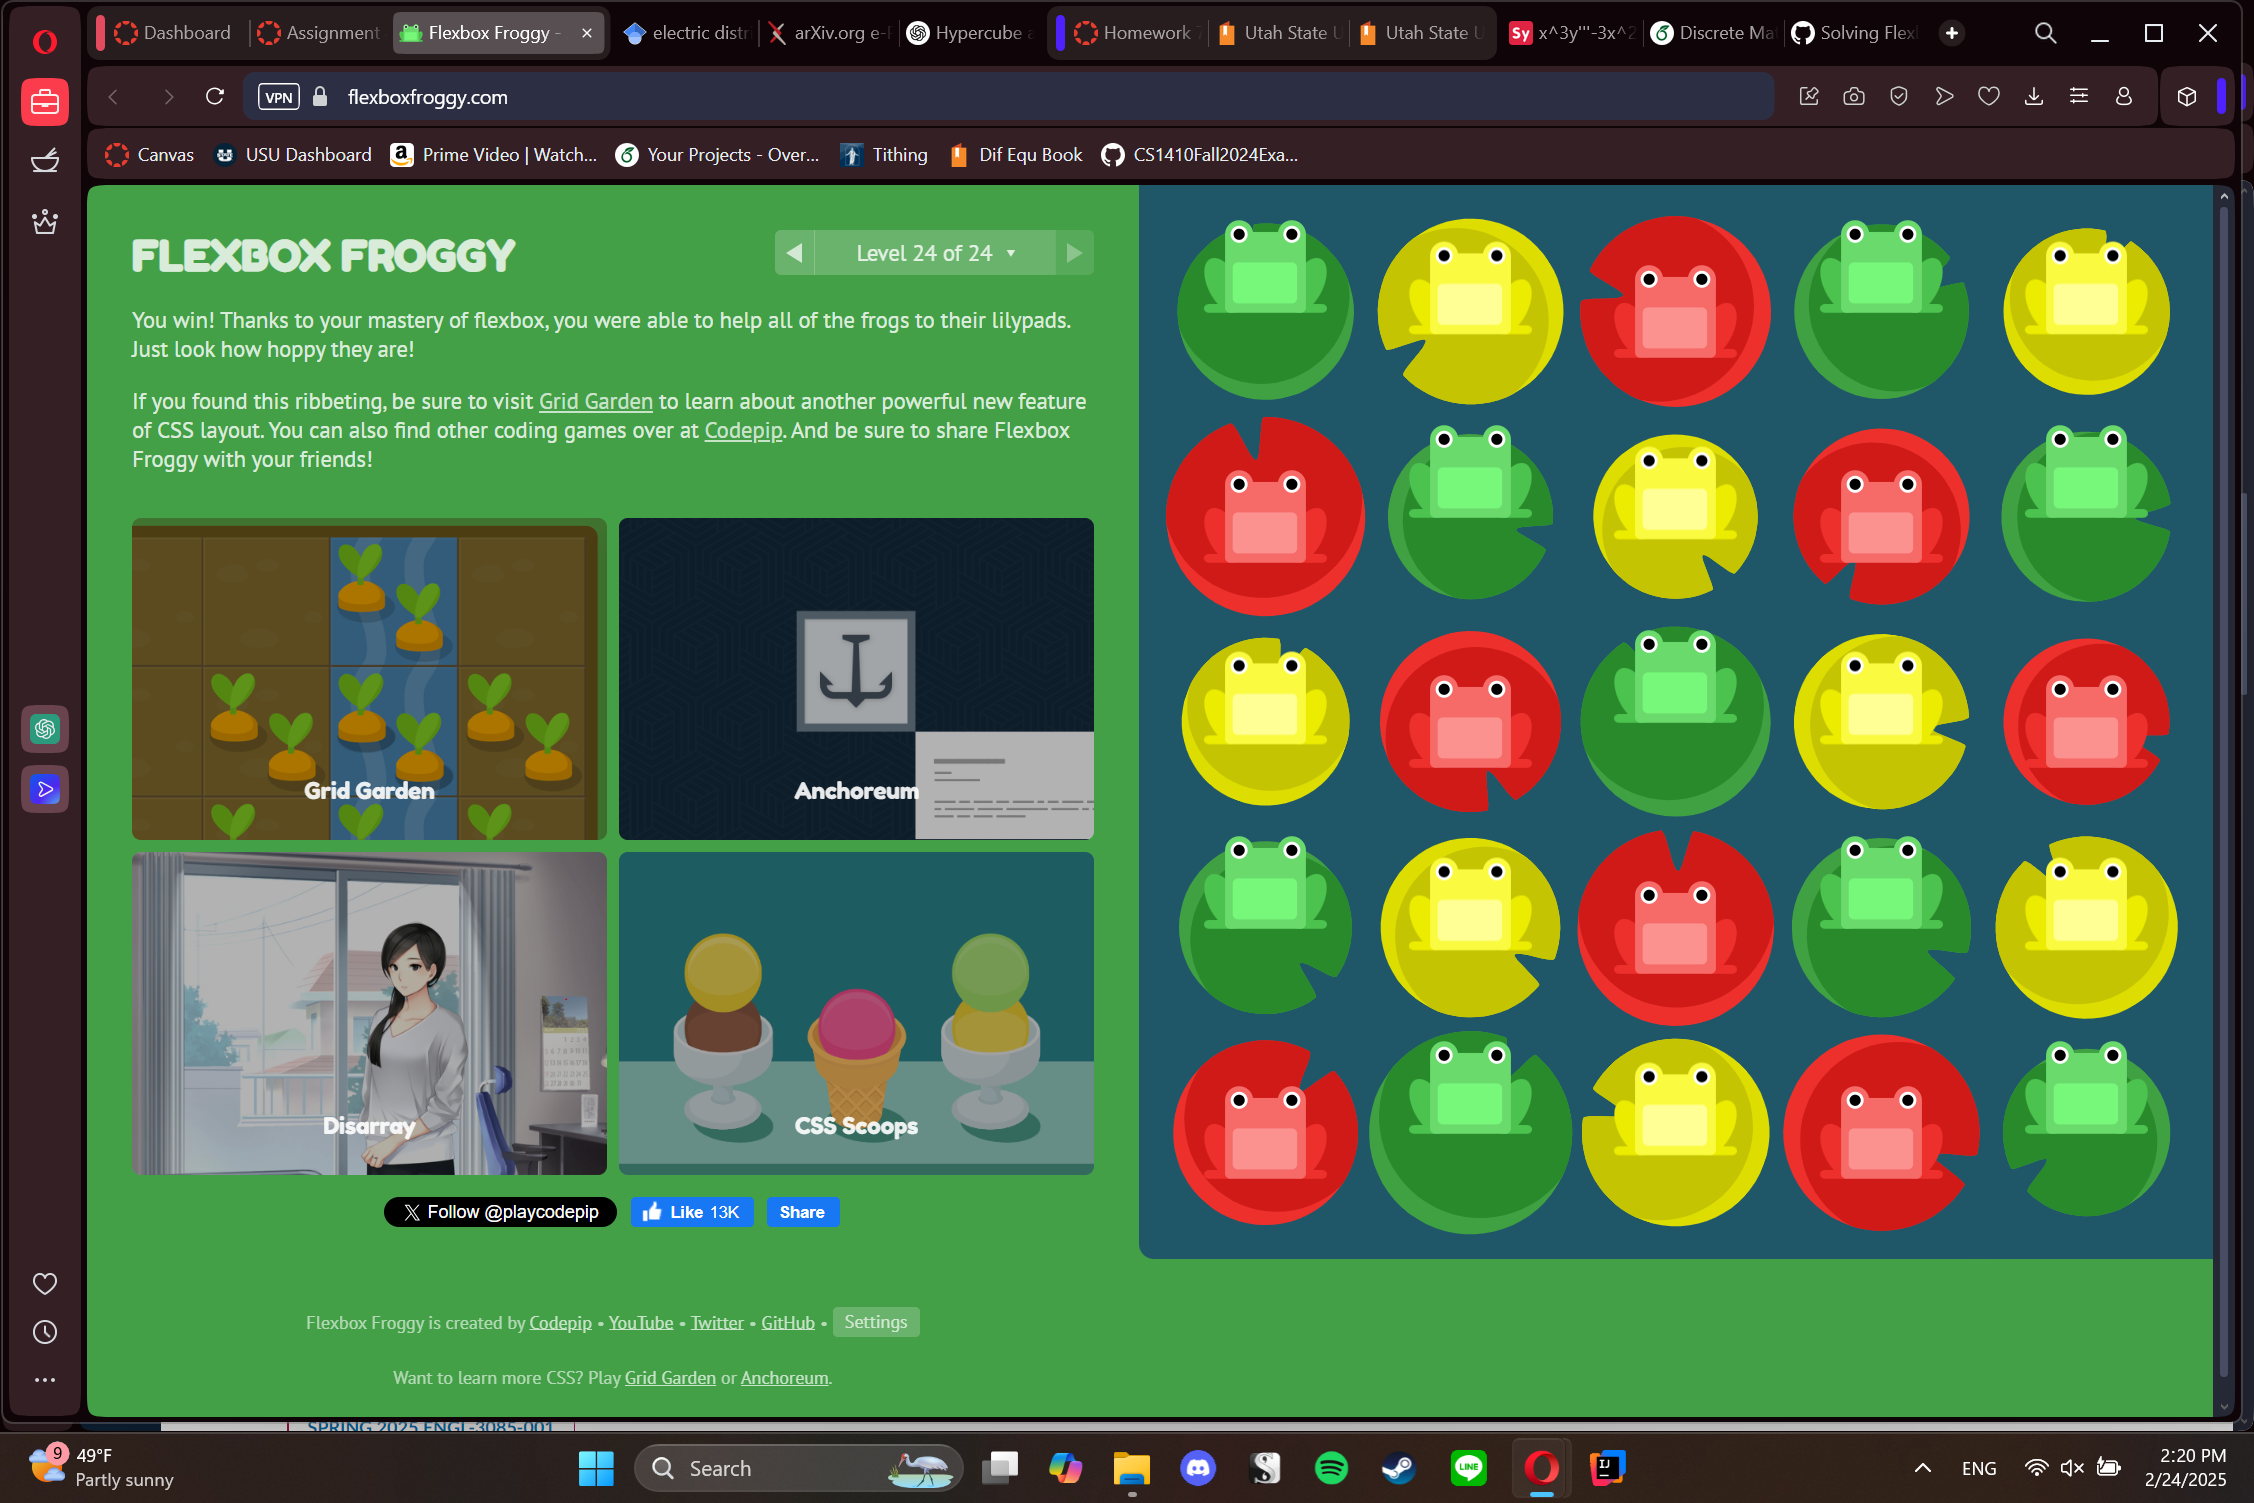 Dashboard
Assignment
Flexbox Froggy -
electric distri
arXiv.org e-P
Hypercube a
Homework 7
Utah State U
Utah State U
Sy x^3y'''-3x^2
Discrete Ma
Solving Flex
VPN flexboxfroggy.com
Canvas
USU Dashboard
Prime Video | Watch...
Your Projects - Over...
Tithing
Dif Equ Book
CS1410Fall2024Exa...
FLEXBOX FROGGY
Level 24 of 24
You win! Thanks to your mastery of flexbox, you were able to help all of the frogs to their lilypads.
Just look how hoppy they are!
If you found this ribbeting, be sure to visit Grid Garden to learn about another powerful new feature
of CSS layout. You can also find other coding games over at Codepip. And be sure to share Flexbox
Froggy with your friends!
Grid Garden
Anchoreum
Disarray
CSS Scoops
Follow @playcodepip
Like 13K
Share
Flexbox Froggy is created by Codepip • YouTube • Twitter • GitHub • Settings
Want to learn more CSS? Play Grid Garden or Anchoreum.
SPRING 2025 ENGL-3085-001
9
49°F
Partly sunny
Search
LINE
IJ
ENG
2:20 PM
2/24/2025